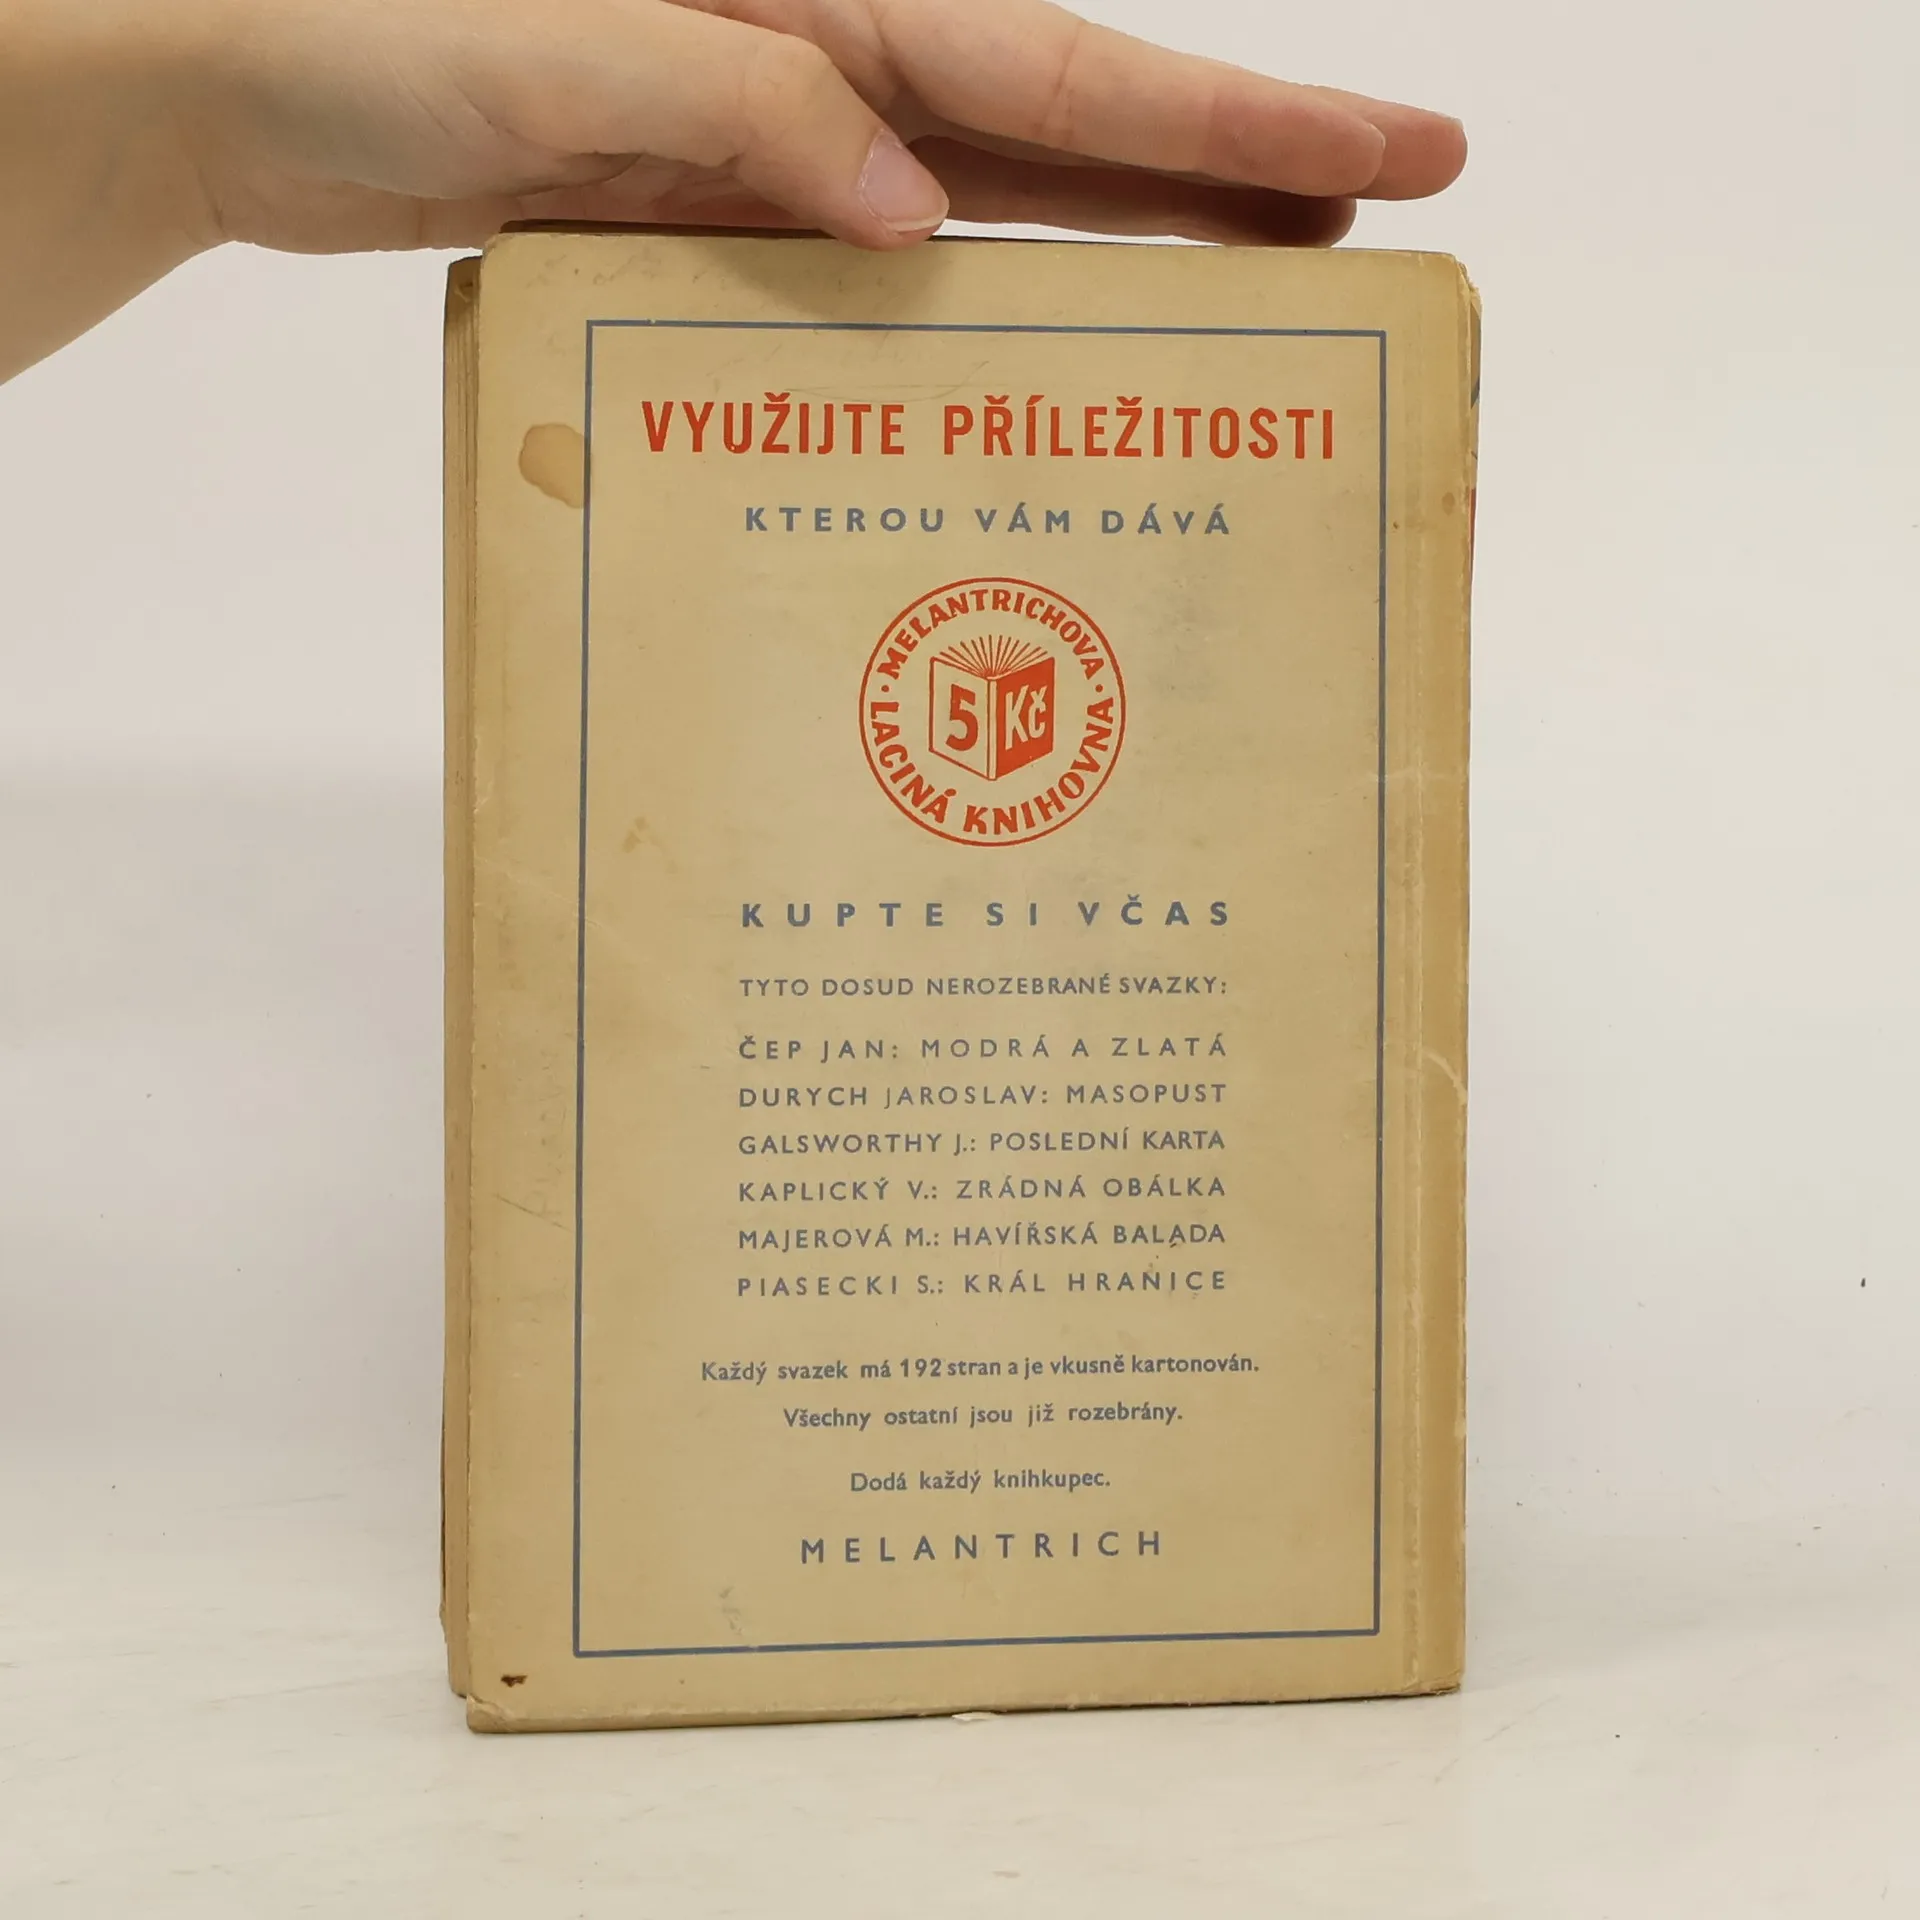 VYUŽIJTE PŘÍLEŽITOSTI
KTEROU VÁM DÁVÁ
MELANTRICHOVA
5 Kč
LACINÁ KNIHOVNA
KUPTE SI VČAS
TYTO DOSUD NEROZEBRANÉ SVAZKY:
ČEP JAN: MODRÁ A ZLATÁ
DURYCH JAROSLAV: MASOPUST
GALSWORTHY J.: POSLEDNÍ KARTA
KAPLICKÝ V.: ZRÁDNÁ OBÁLKA
MAJEROVÁ M.: HAVÍŘSKÁ BALADA
PIASECKI S.: KRÁL HRANICE
Každý svazek má 192 stran a je vkusně kartonován.
Všechny ostatní jsou již rozebrány.
Dodá každý knihkupec.
MELANTRICH